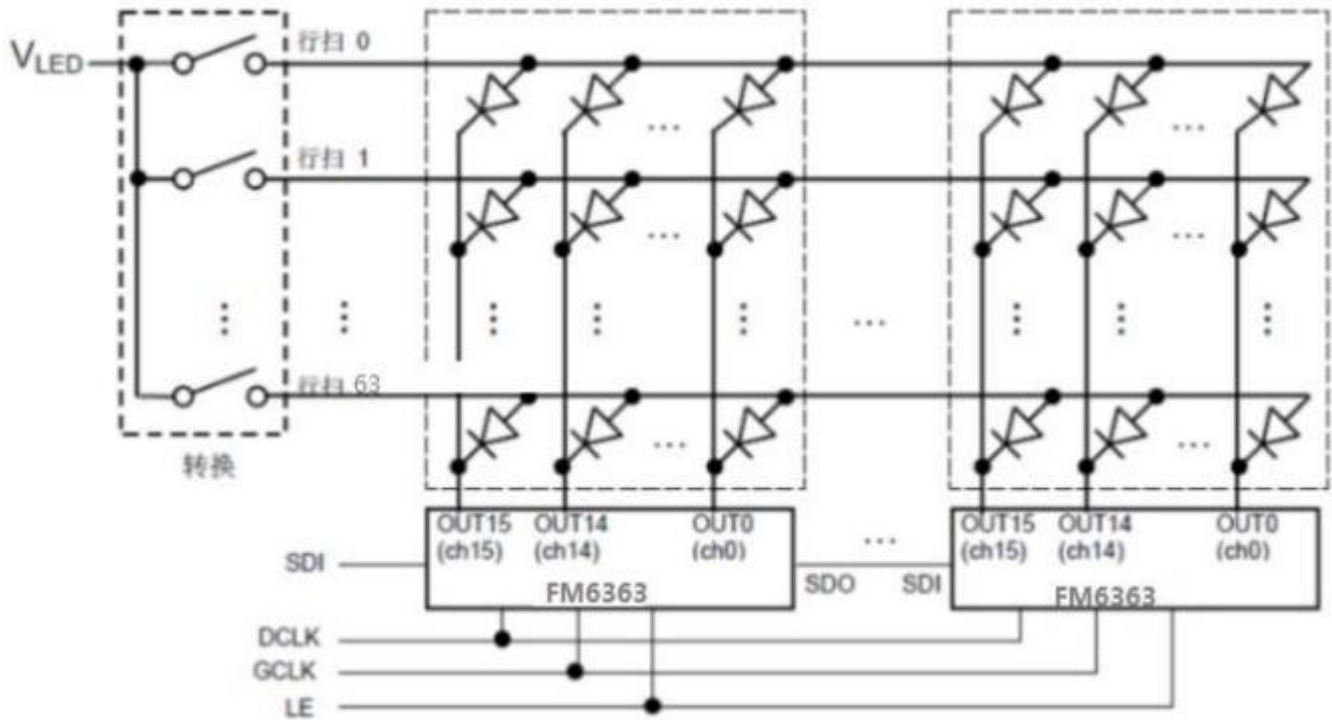 VLED
行扫 0
行扫 1
行扫 63
转换
OUT15 OUT14 OUT0
(ch15) (ch14) (ch0)
FM6363
OUT15 OUT14 OUT0
(ch15) (ch14) (ch0)
FM6363
SDI
SDO SDI
DCLK
GCLK
LE